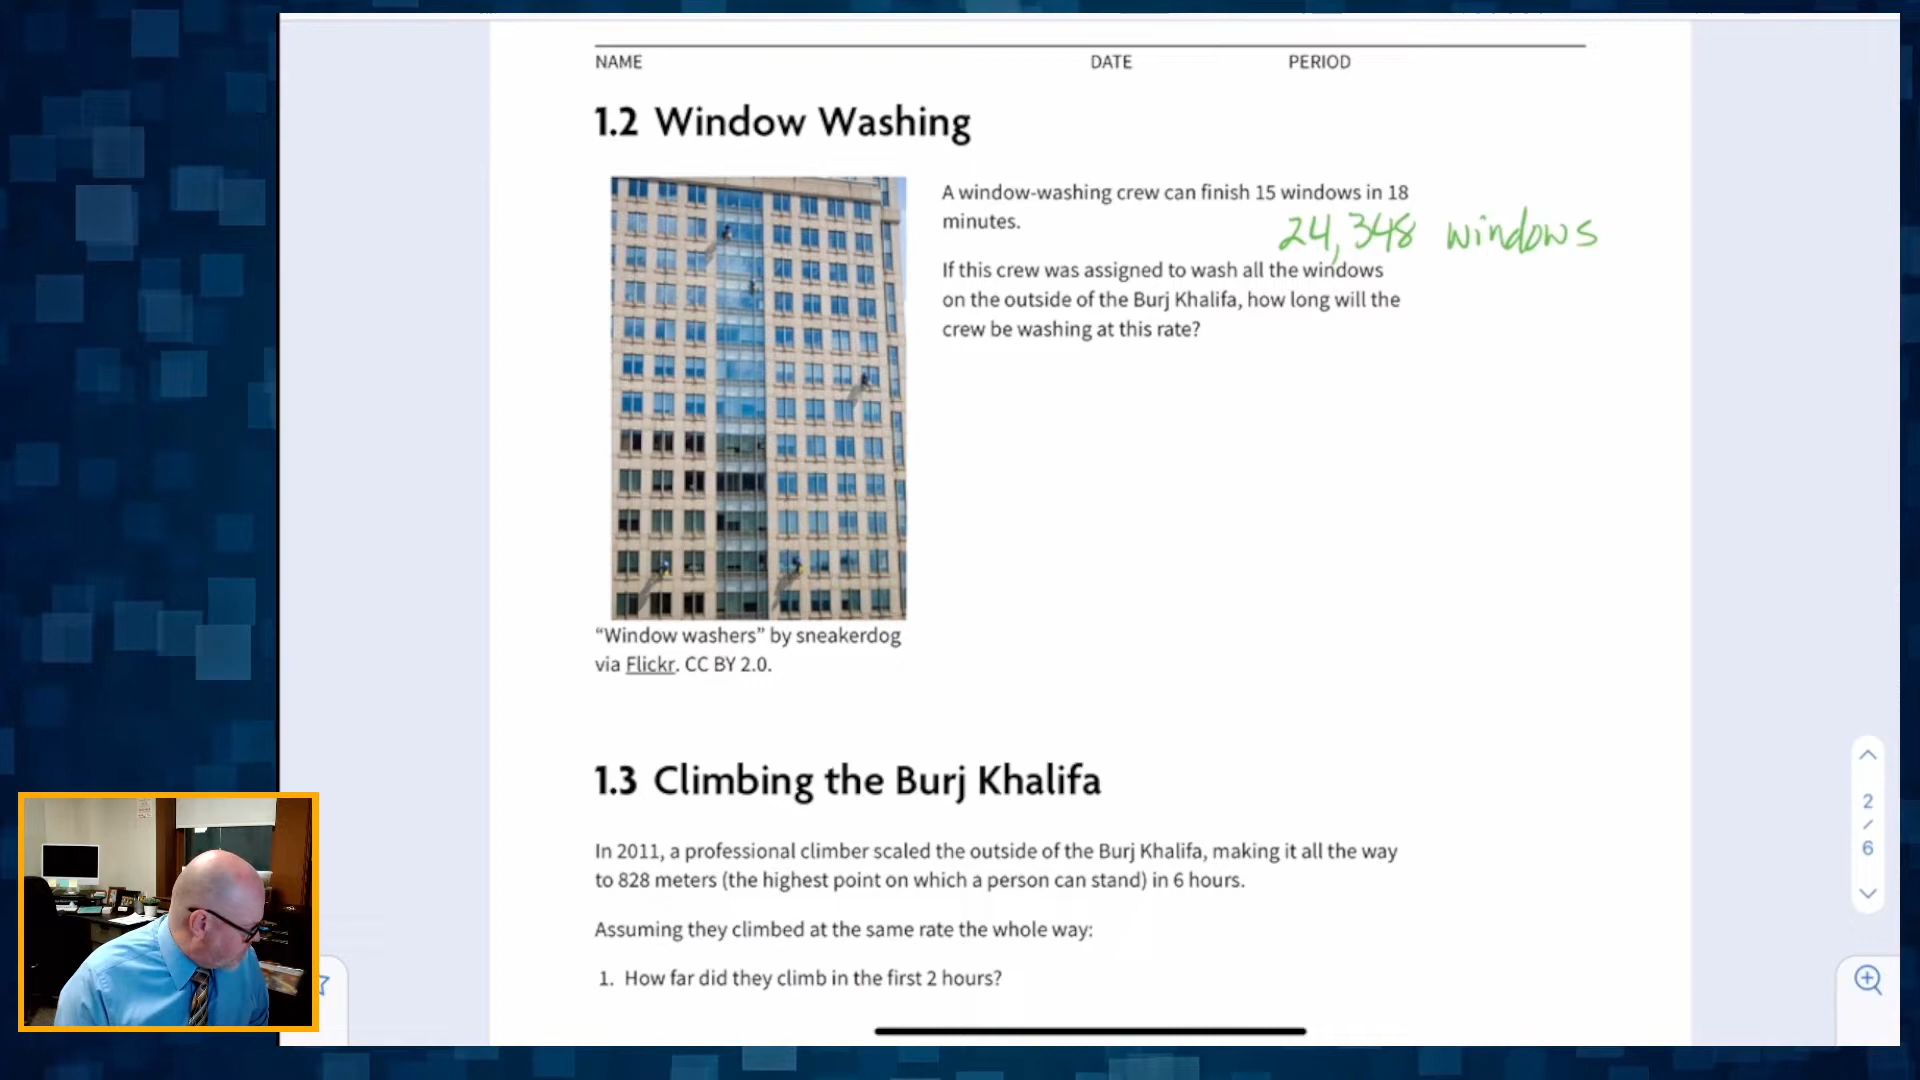 NAME DATE PERIOD
1.2 Window Washing
A window-washing crew can finish 15 windows in 18
minutes.
24,348 windows
If this crew was assigned to wash all the windows
on the outside of the Burj Khalifa, how long will the
crew be washing at this rate?
“Window washers” by sneakerdog
via Flickr. CC BY 2.0.
1.3 Climbing the Burj Khalifa
In 2011, a professional climber scaled the outside of the Burj Khalifa, making it all the way
to 828 meters (the highest point on which a person can stand) in 6 hours.
Assuming they climbed at the same rate the whole way:
1. How far did they climb in the first 2 hours?
2
/
6